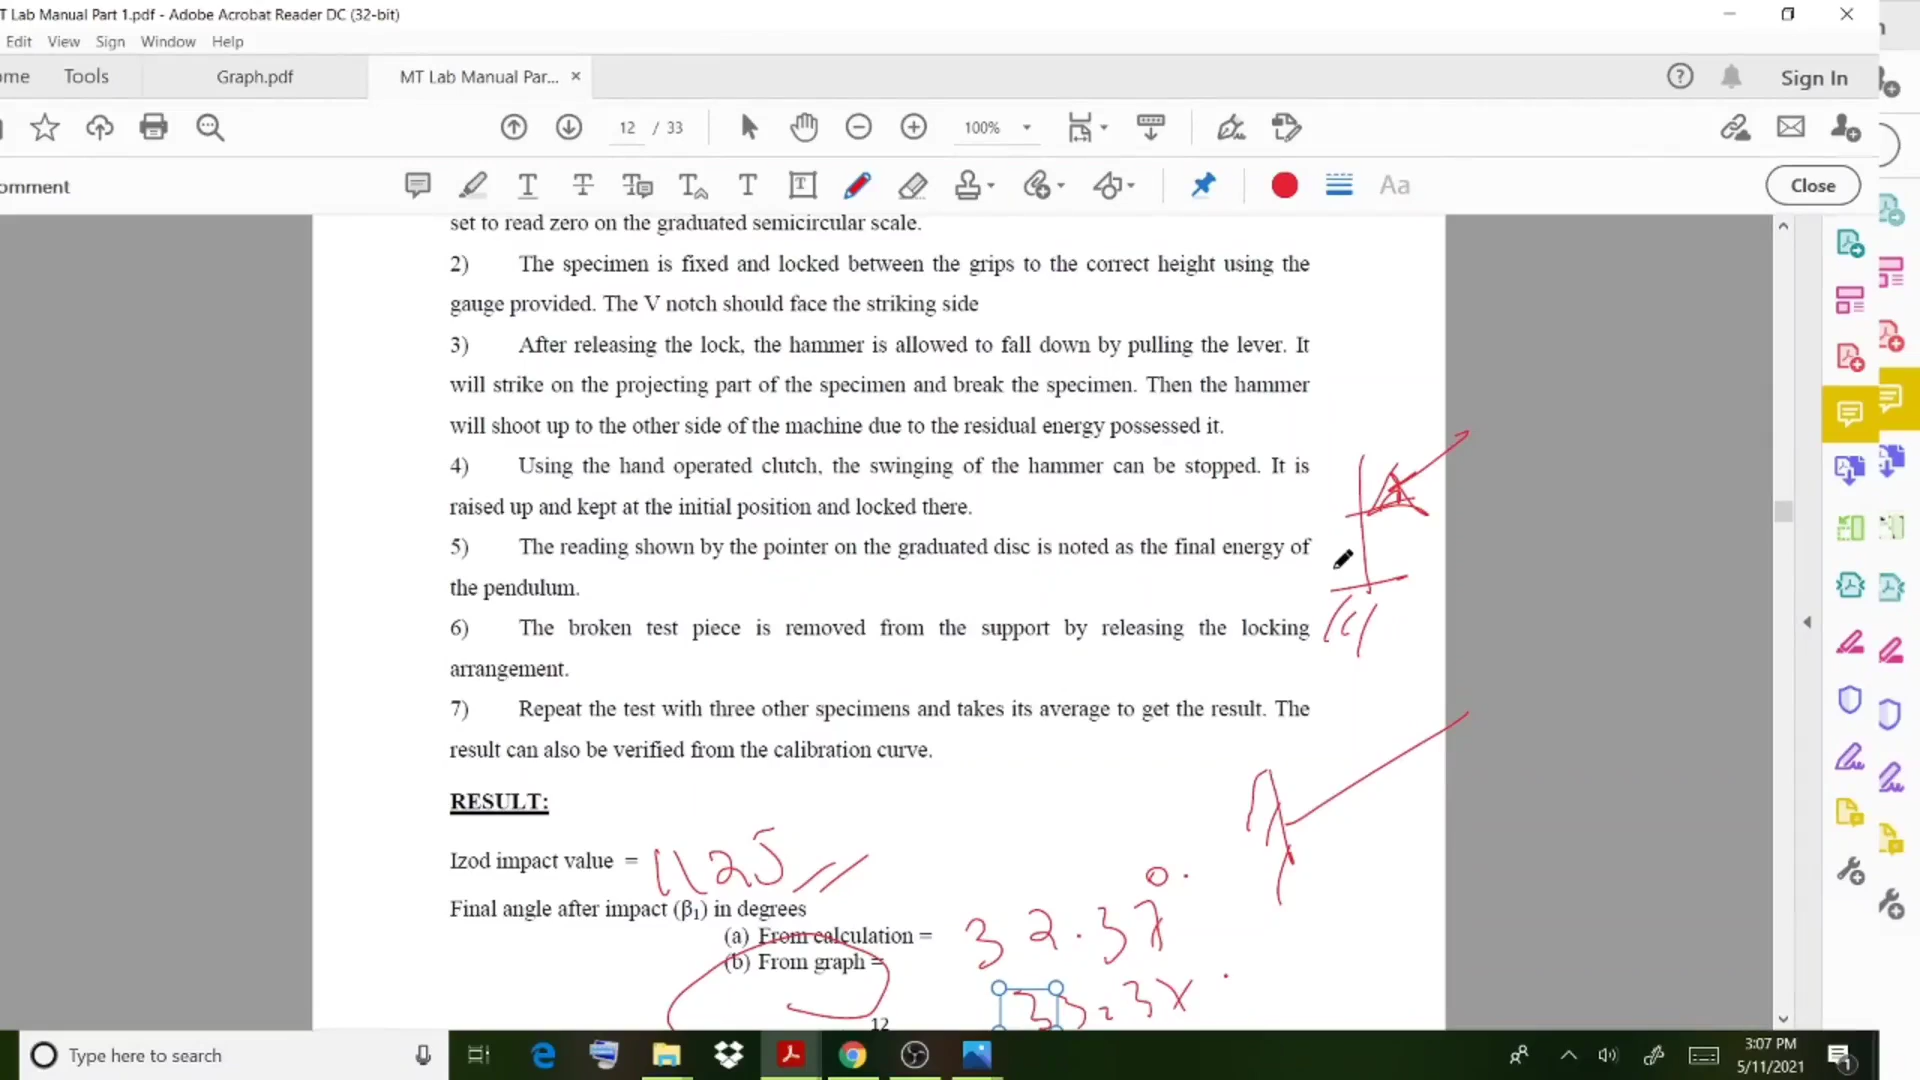 T Lab Manual Part 1.pdf - Adobe Acrobat Reader DC (32-bit)
Edit View Sign Window Help
ome Tools Graph.pdf MT Lab Manual Par... × Sign In
12 / 33 100%
omment Aa Close
set to read zero on the graduated semicircular scale.
2) The specimen is fixed and locked between the grips to the correct height using the
gauge provided. The V notch should face the striking side
3) After releasing the lock, the hammer is allowed to fall down by pulling the lever. It
will strike on the projecting part of the specimen and break the specimen. Then the hammer
will shoot up to the other side of the machine due to the residual energy possessed it.
4) Using the hand operated clutch, the swinging of the hammer can be stopped. It is
raised up and kept at the initial position and locked there.
5) The reading shown by the pointer on the graduated disc is noted as the final energy of
the pendulum.
6) The broken test piece is removed from the support by releasing the locking
arrangement.
7) Repeat the test with three other specimens and takes its average to get the result. The
result can also be verified from the calibration curve.
RESULT:
Izod impact value = 1125
Final angle after impact (β₁) in degrees
(a) From calculation =
(b) From graph =
12
Type here to search
3:07 PM
5/11/2021
1